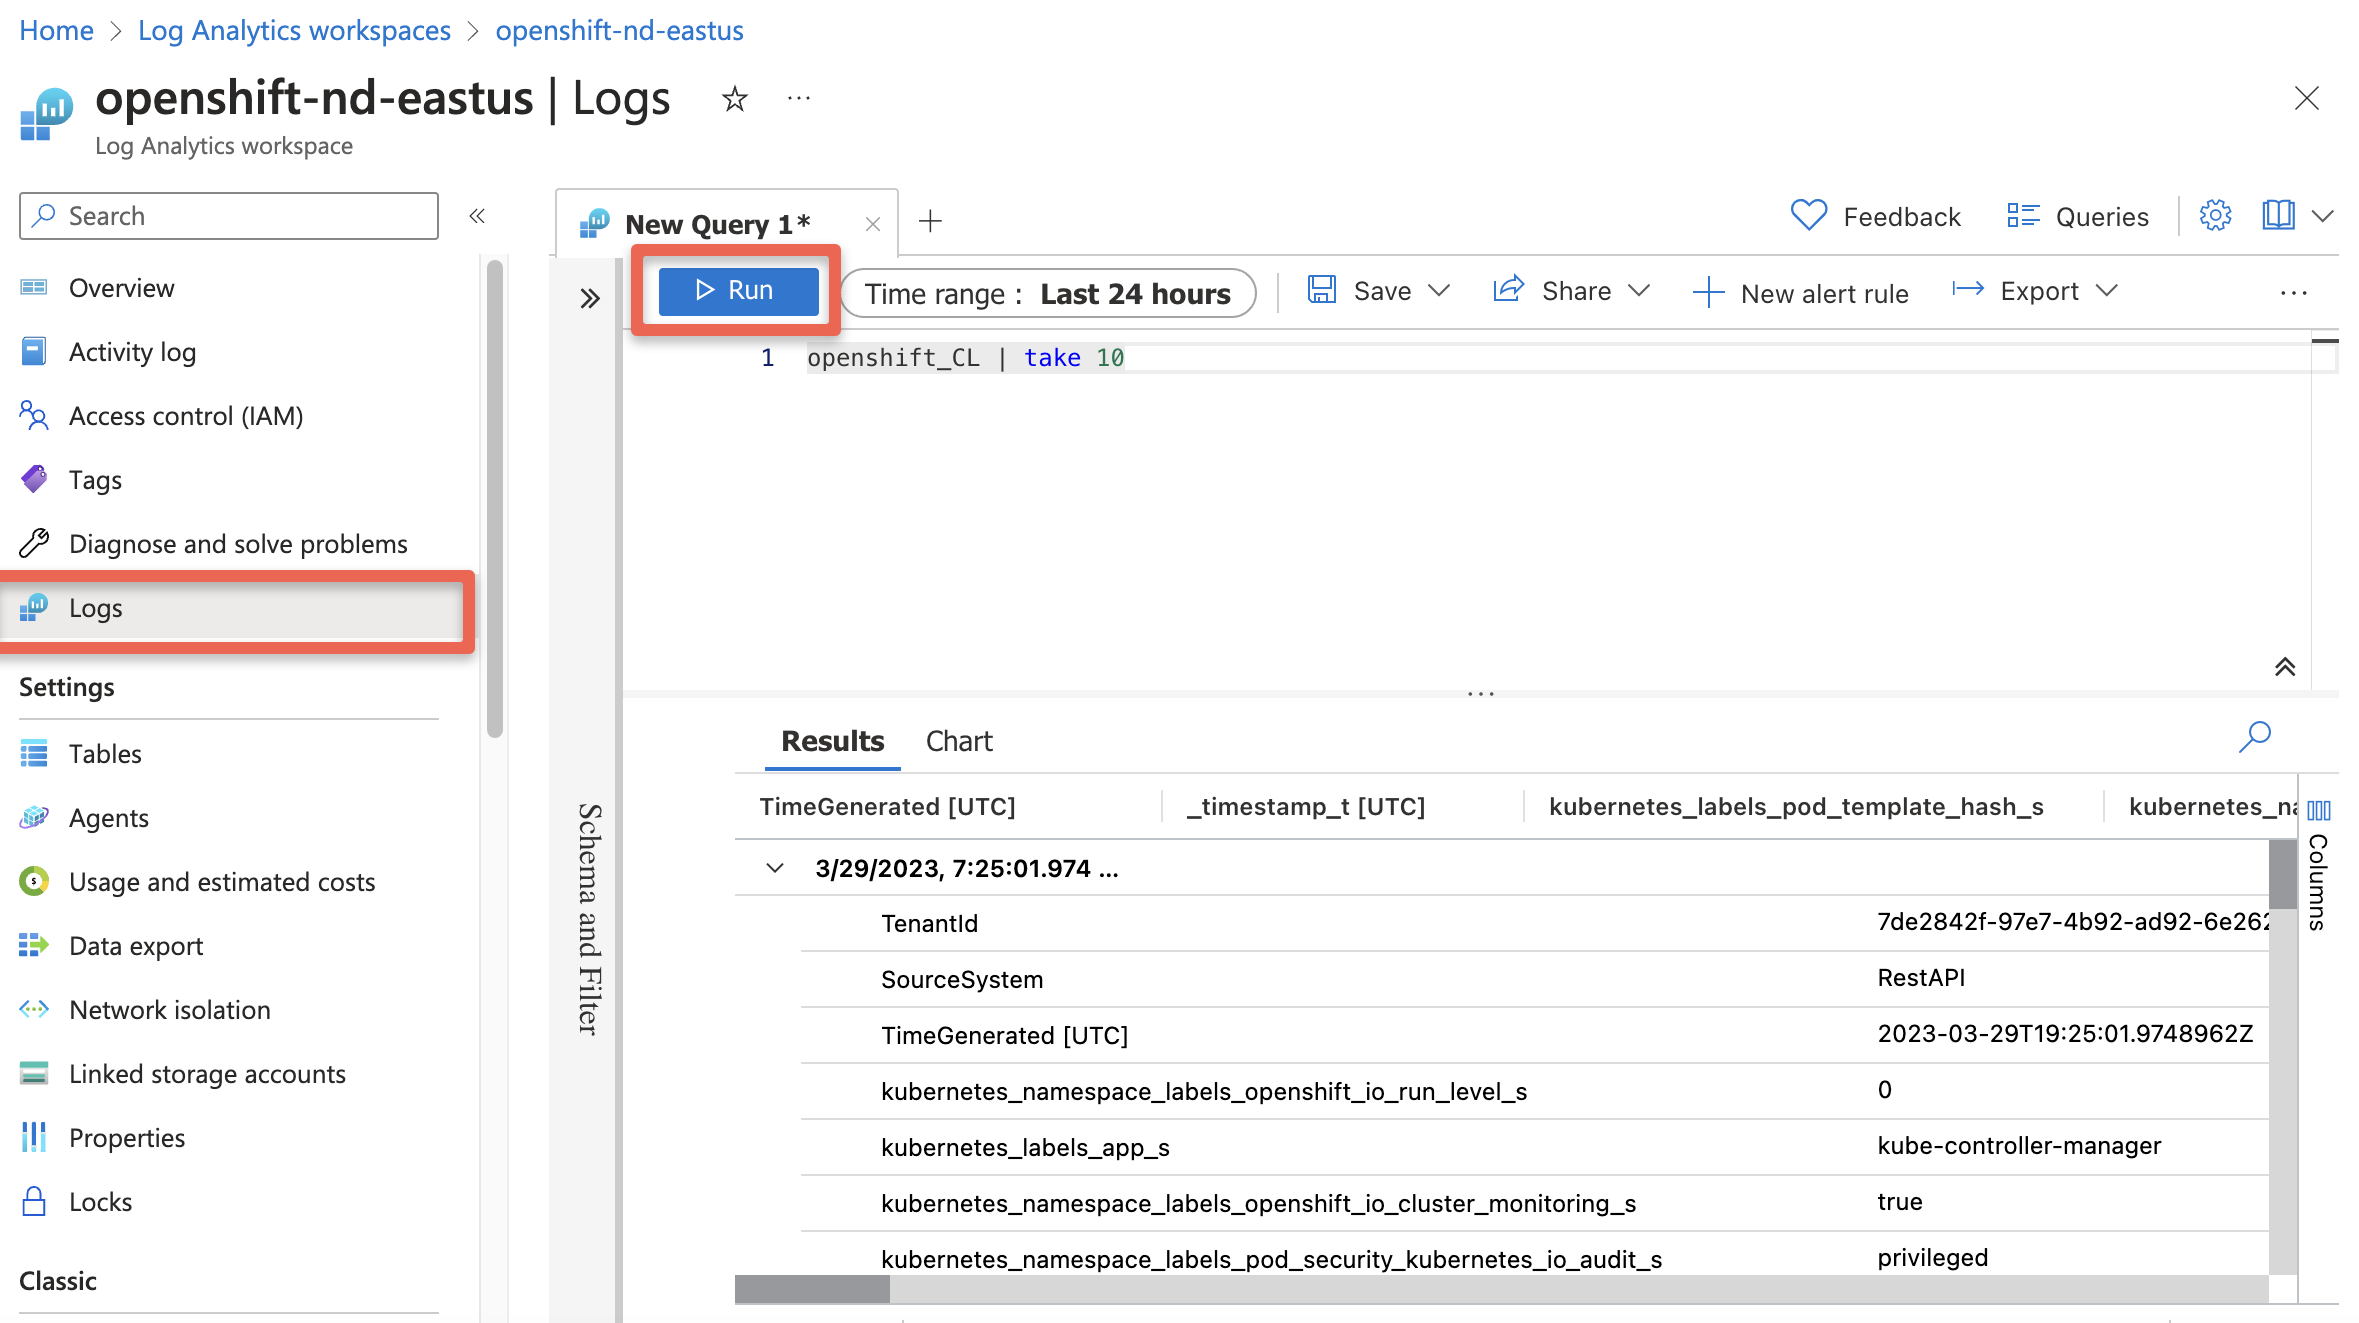 Home > Log Analytics workspaces > openshift-nd-eastus
openshift-nd-eastus | Logs
Log Analytics workspace
Search
Overview
Activity log
Access control (IAM)
Tags
Diagnose and solve problems
Logs
Settings
Tables
Agents
Usage and estimated costs
Data export
Network isolation
Linked storage accounts
Properties
Locks
Classic
New Query 1*
Feedback
Queries
Run
Time range : Last 24 hours
Save
Share
New alert rule
Export
1 openshift_CL | take 10
Schema and Filter
Results Chart
TimeGenerated [UTC] _timestamp_t [UTC] kubernetes_labels_pod_template_hash_s kubernetes_na
Columns
3/29/2023, 7:25:01.974 ...
TenantId 7de2842f-97e7-4b92-ad92-6e262
SourceSystem RestAPI
TimeGenerated [UTC] 2023-03-29T19:25:01.9748962Z
kubernetes_namespace_labels_openshift_io_run_level_s 0
kubernetes_labels_app_s kube-controller-manager
kubernetes_namespace_labels_openshift_io_cluster_monitoring_s true
kubernetes_namespace_labels_pod_security_kubernetes_io_audit_s privileged